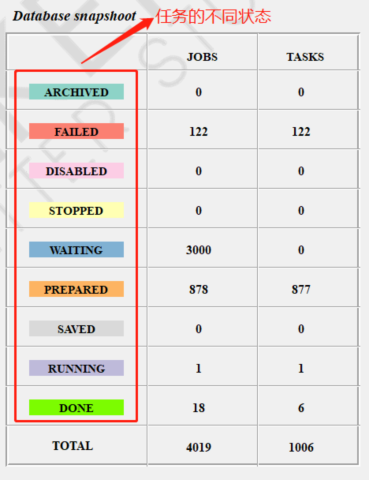 Database snapshoot 任务的不同状态
JOBS TASKS
ARCHIVED 0 0
FAILED 122 122
DISABLED 0 0
STOPPED 0 0
WAITING 3000 0
PREPARED 878 877
SAVED 0 0
RUNNING 1 1
DONE 18 6
TOTAL 4019 1006